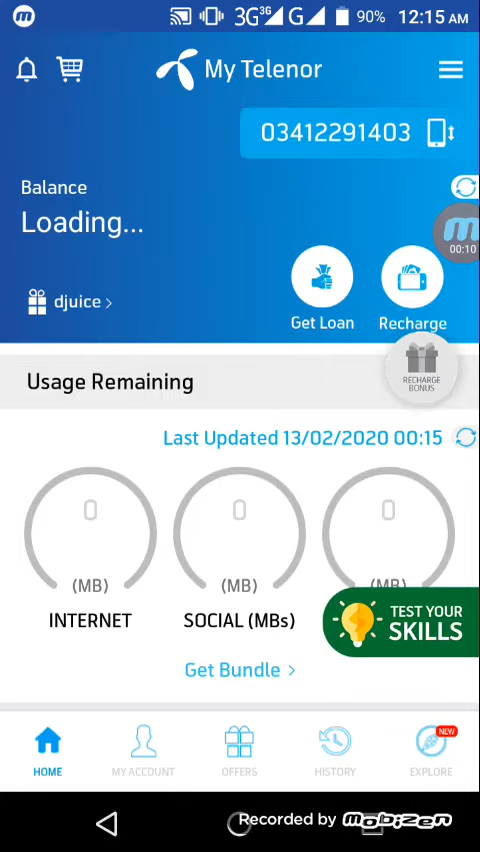 3G 3G G 90% 12:15 AM
My Telenor
03412291403
Balance
Loading...
00:10
djuice >
Get Loan
Recharge
RECHARGE
BONUS
Usage Remaining
Last Updated 13/02/2020 00:15
0 0 0
(MB) (MB) (MB)
INTERNET SOCIAL (MBs)
TEST YOUR
SKILLS
Get Bundle >
NEW
HOME MY ACCOUNT OFFERS HISTORY EXPLORE
Recorded by mobizen